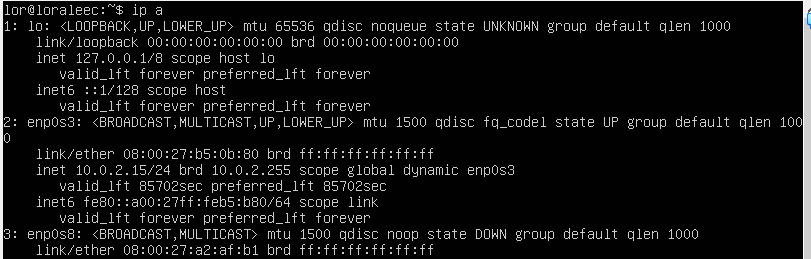 lor@loraleec:~$ ip a
1: lo: <LOOPBACK,UP,LOWER_UP> mtu 65536 qdisc noqueue state UNKNOWN group default qlen 1000
    link/loopback 00:00:00:00:00:00 brd 00:00:00:00:00:00
    inet 127.0.0.1/8 scope host lo
       valid_lft forever preferred_lft forever
    inet6 ::1/128 scope host
       valid_lft forever preferred_lft forever
2: enp0s3: <BROADCAST,MULTICAST,UP,LOWER_UP> mtu 1500 qdisc fq_codel state UP group default qlen 100
0
    link/ether 08:00:27:b5:0b:80 brd ff:ff:ff:ff:ff:ff
    inet 10.0.2.15/24 brd 10.0.2.255 scope global dynamic enp0s3
       valid_lft 85702sec preferred_lft 85702sec
    inet6 fe80::a00:27ff:feb5:b80/64 scope link
       valid_lft forever preferred_lft forever
3: enp0s8: <BROADCAST,MULTICAST> mtu 1500 qdisc noop state DOWN group default qlen 1000
    link/ether 08:00:27:a2:af:b1 brd ff:ff:ff:ff:ff:ff